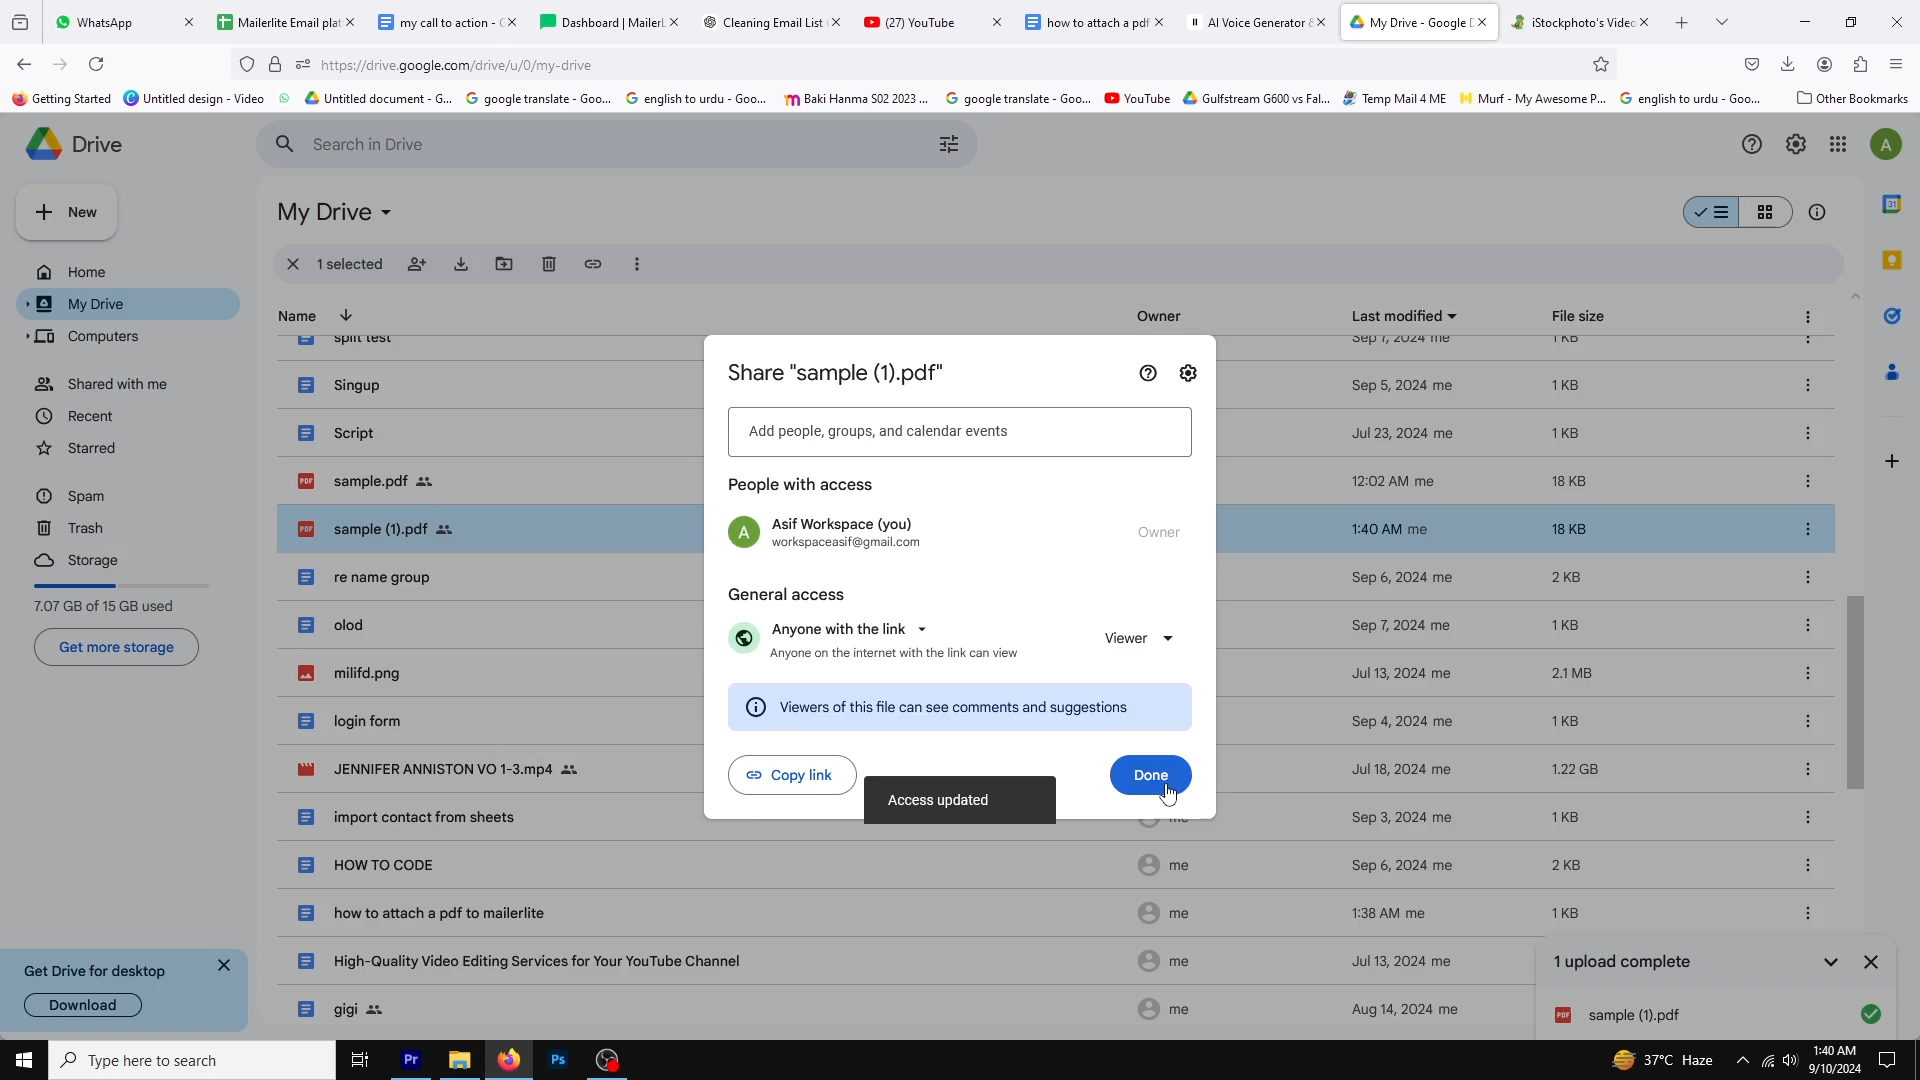 WhatsApp
Mailerlite Email plat
my call to action - G
Dashboard | MailerL
Cleaning Email List
(27) YouTube
how to attach a pdf
AI Voice Generator &
My Drive - Google D
iStockphoto's Video
https://drive.google.com/drive/u/0/my-drive
Getting Started
Untitled design - Video
Untitled document - G...
google translate - Goo...
english to urdu - Goo...
Baki Hanma S02 2023 ...
google translate - Goo...
YouTube
Gulfstream G600 vs Fal...
Temp Mail 4 ME
Murf - My Awesome P...
english to urdu - Goo...
Other Bookmarks
Drive
Search in Drive
A
New
My Drive
31
Home
1 selected
My Drive
Computers
Name
Owner
Last modified
File size
split test
Sep 7, 2024 me
1 KB
Shared with me
Singup
Sep 5, 2024 me
1 KB
Recent
Script
Jul 23, 2024 me
1 KB
Starred
PDF
sample.pdf
12:02 AM me
18 KB
Spam
Trash
PDF
sample (1).pdf
1:40 AM me
18 KB
Storage
re name group
Sep 6, 2024 me
2 KB
7.07 GB of 15 GB used
olod
Sep 7, 2024 me
1 KB
Get more storage
milifd.png
Jul 13, 2024 me
2.1 MB
login form
Sep 4, 2024 me
1 KB
JENNIFER ANNISTON VO 1-3.mp4
Jul 18, 2024 me
1.22 GB
import contact from sheets
me
Sep 3, 2024 me
1 KB
HOW TO CODE
me
Sep 6, 2024 me
2 KB
how to attach a pdf to mailerlite
me
1:38 AM me
1 KB
High-Quality Video Editing Services for Your YouTube Channel
me
Jul 13, 2024 me
gigi
me
Aug 14, 2024 me
Share "sample (1).pdf"
Add people, groups, and calendar events
People with access
A
Asif Workspace (you)
workspaceasif@gmail.com
Owner
General access
Anyone with the link
Anyone on the internet with the link can view
Viewer
Viewers of this file can see comments and suggestions
Copy link
Done
Access updated
Get Drive for desktop
Download
1 upload complete
PDF
sample (1).pdf
Type here to search
Pr
Ps
37°C Haze
1:40 AM
9/10/2024